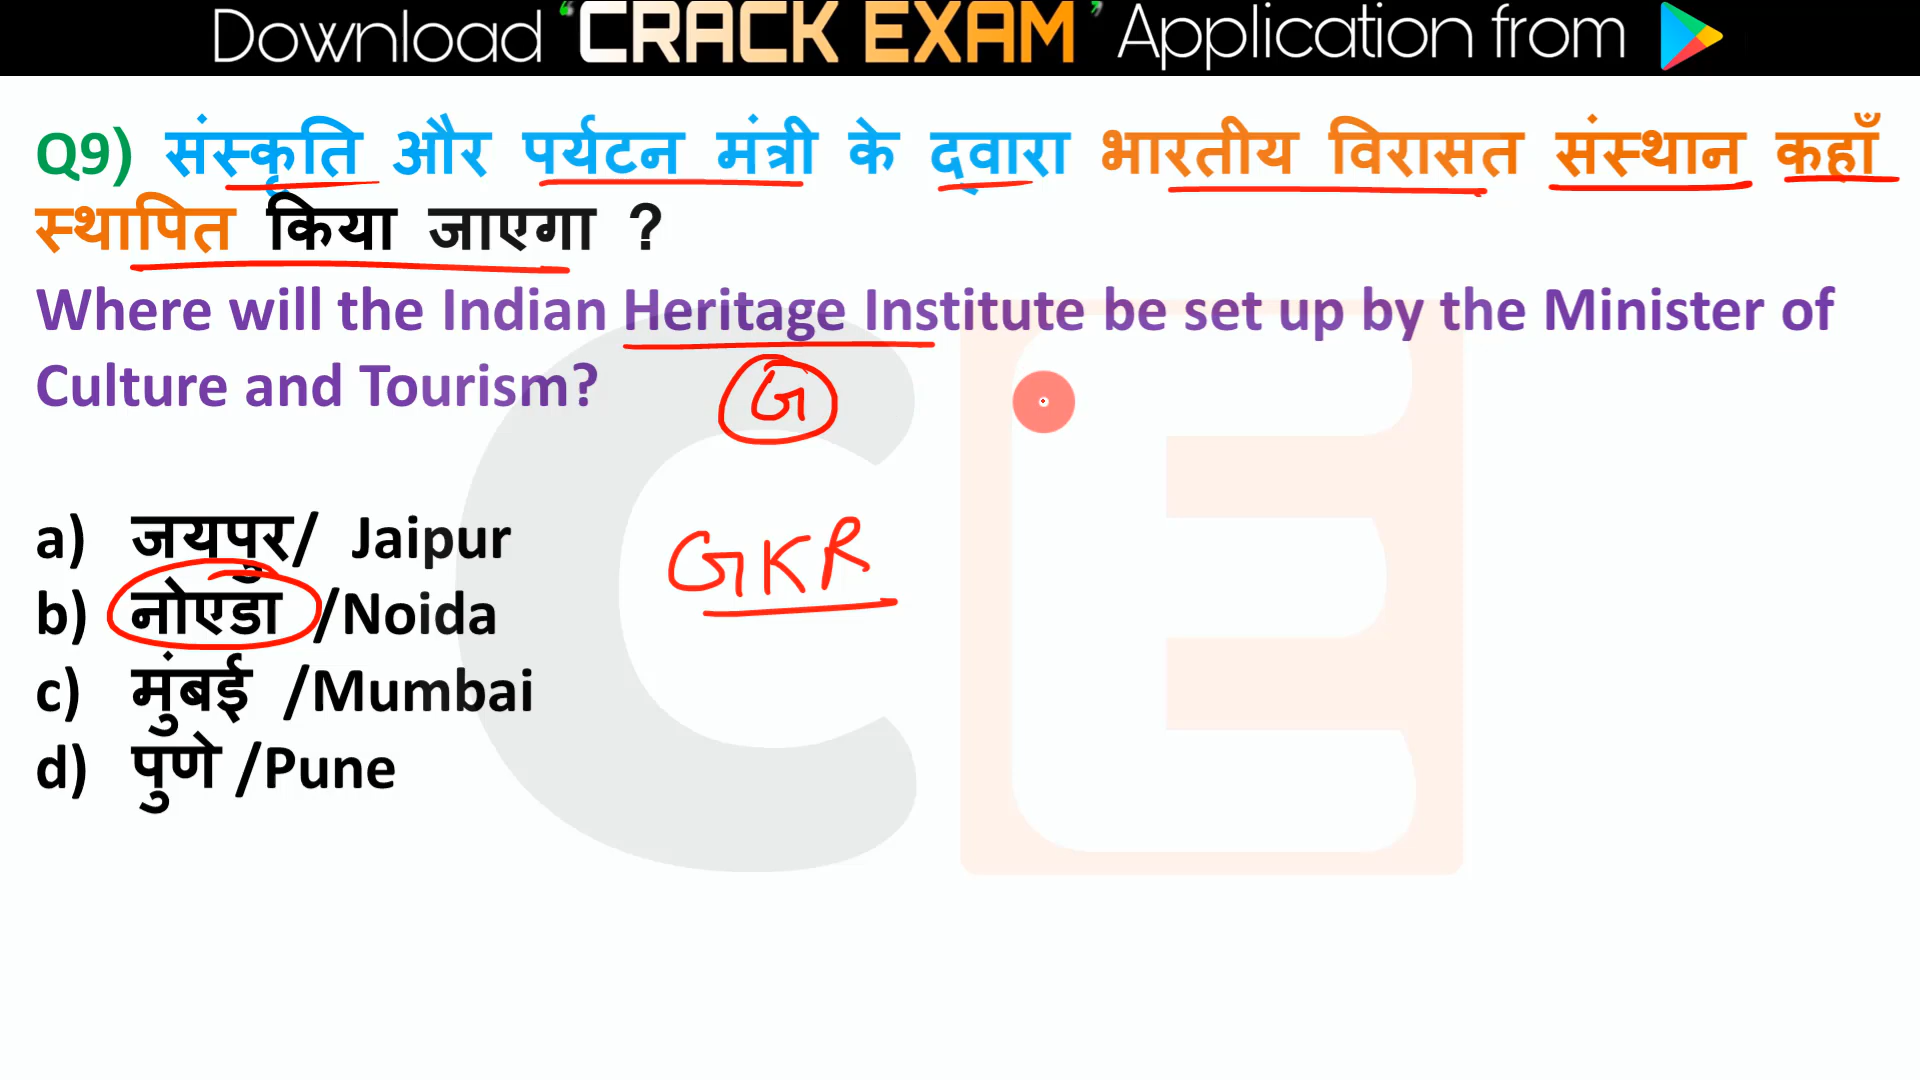 Download ‘CRACK EXAM’ Application from
Q9) संस्कृति और पर्यटन मंत्री के द्वारा भारतीय विरासत संस्थान कहाँ
स्थापित किया जाएगा ?
Where will the Indian Heritage Institute be set up by the Minister of
Culture and Tourism?
G
a) जयपुर/ Jaipur
GKR
b) नोएडा /Noida
c) मुंबई /Mumbai
d) पुणे /Pune
CE